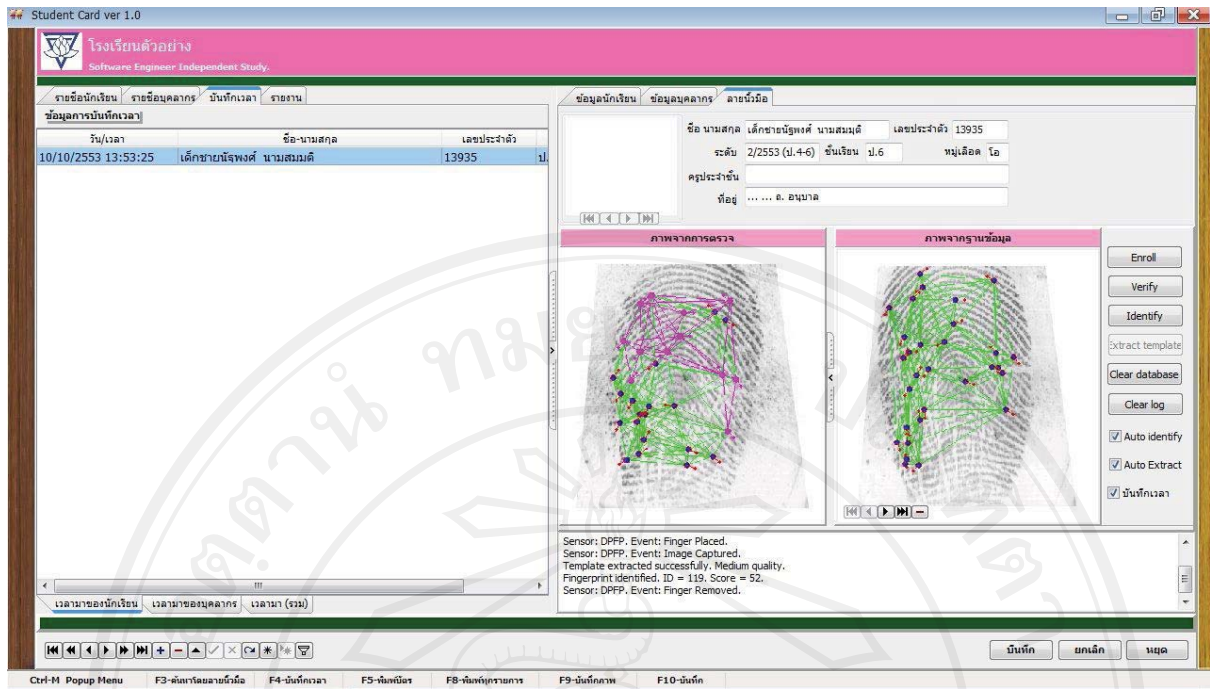 Student Card ver 1.0
โรงเรียนตัวอย่าง
Software Engineer Independent Study.
รายชื่อนักเรียน รายชื่อบุคลากร บันทึกเวลา รายงาน
ข้อมูลการบันทึกเวลา
วัน/เวลา ชื่อ-นามสกุล เลขประจำตัว
10/10/2553 13:53:25 เด็กชายนัฐพงศ์ นามสมมติ 13935 ป.
เวลามาของนักเรียน เวลามาของบุคลากร เวลามา (รวม)
ข้อมูลนักเรียน ข้อมูลบุคลากร ลายนิ้วมือ
ชื่อ นามสกุล เด็กชายนัฐพงศ์ นามสมมุติ เลขประจำตัว 13935
ระดับ 2/2553 (ป.4-6) ชั้นเรียน ป.6 หมู่เลือด โอ
ครูประจำชั้น
ที่อยู่ ... ... อ. อนุบาล
ภาพจากการตรวจ ภาพจากฐานข้อมูล
Enroll
Verify
Identify
Extract template
Clear database
Clear log
Auto identify
Auto Extract
บันทึกเวลา
Sensor: DPFP. Event: Finger Placed.
Sensor: DPFP. Event: Image Captured.
Template extracted successfully. Medium quality.
Fingerprint identified. ID = 119. Score = 52.
Sensor: DPFP. Event: Finger Removed.
บันทึก ยกเลิก หยุด
Ctrl-M Popup Menu F3-ค้นหาโดยลายนิ้วมือ F4-บันทึกเวลา F5-พิมพ์บัตร F8-พิมพ์ทุกรายการ F9-บันทึกภาพ F10-บันทึก